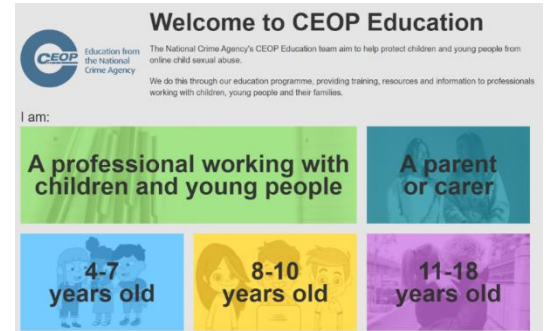 Welcome to CEOP Education
CEOP
Education from
the National
Crime Agency
The National Crime Agency's CEOP Education team aim to help protect children and young people from
online child sexual abuse.
We do this through our education programme, providing training, resources and information to professionals
working with children, young people and their families.
I am:
A professional working with
children and young people
A parent
or carer
4-7
years old
8-10
years old
11-18
years old